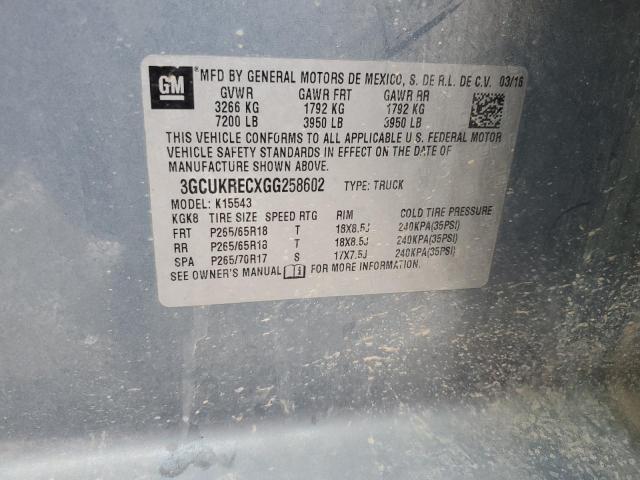 GM
*MFD BY GENERAL MOTORS DE MEXICO, S. DE R.L. DE C.V. 03/16
GVWR GAWR FRT GAWR RR
3266 KG 1792 KG 1792 KG
7200 LB 3950 LB 3950 LB
THIS VEHICLE CONFORMS TO ALL APPLICABLE U.S. FEDERAL MOTOR
VEHICLE SAFETY STANDARDS IN EFFECT ON THE DATE OF
MANUFACTURE SHOWN ABOVE.
3GCUKRECXGG258602 TYPE: TRUCK
MODEL: K15543
KGK8 TIRE SIZE SPEED RTG RIM COLD TIRE PRESSURE
FRT P265/65R18 T 18X8.5J 240KPA(35PSI)
RR P265/65R18 T 18X8.5J 240KPA(35PSI)
SPA P265/70R17 S 17X7.5J 240KPA(35PSI)
SEE OWNER'S MANUAL i FOR MORE INFORMATION.